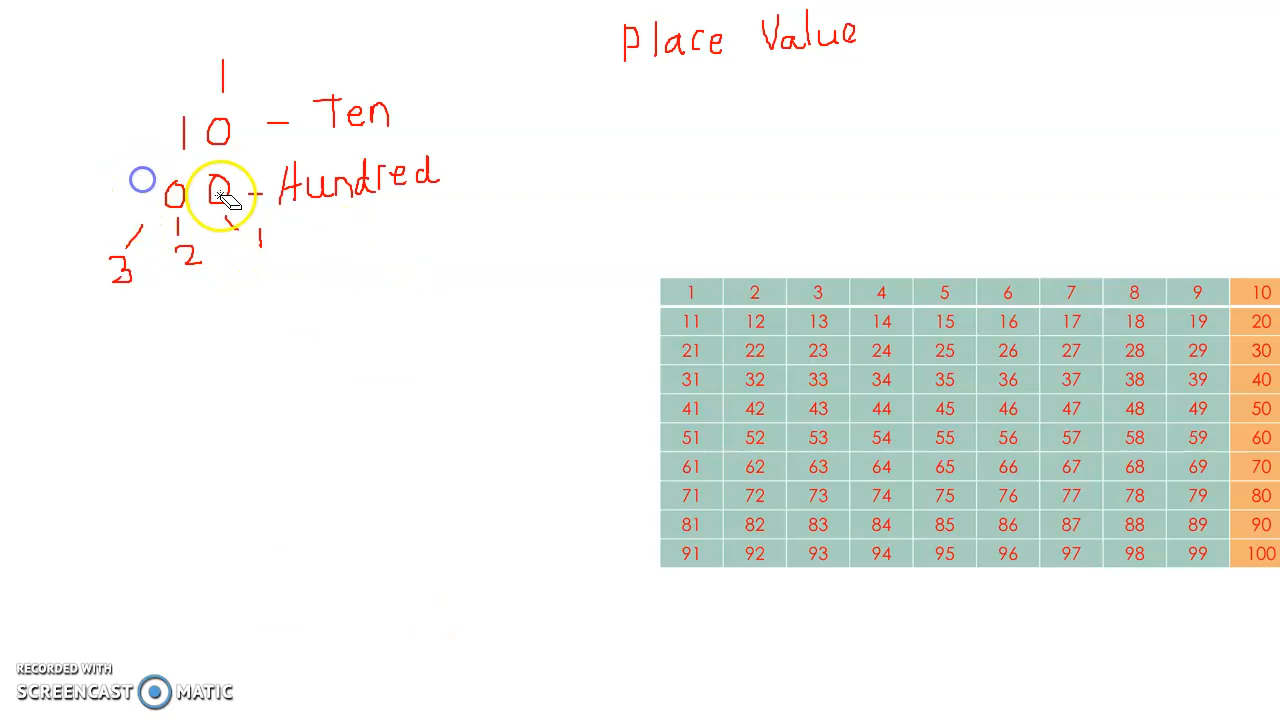 Place Value
1
10 - Ten
00 - Hundred
3 2 1
1 2 3 4 5 6 7 8 9 10
11 12 13 14 15 16 17 18 19 20
21 22 23 24 25 26 27 28 29 30
31 32 33 34 35 36 37 38 39 40
41 42 43 44 45 46 47 48 49 50
51 52 53 54 55 56 57 58 59 60
61 62 63 64 65 66 67 68 69 70
71 72 73 74 75 76 77 78 79 80
81 82 83 84 85 86 87 88 89 90
91 92 93 94 95 96 97 98 99 100
RECORDED WITH
SCREENCAST MATIC